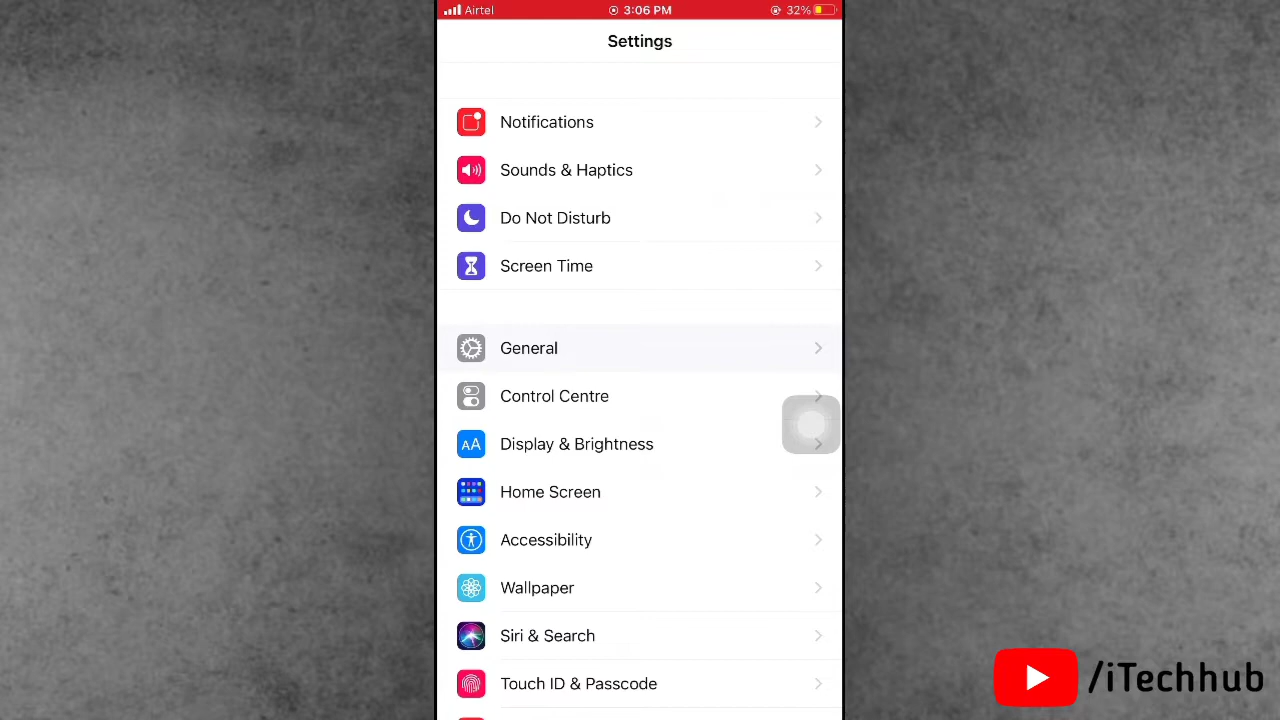 Airtel 3:06 PM 32%
Settings
Notifications
Sounds & Haptics
Do Not Disturb
Screen Time
General
Control Centre
AA Display & Brightness
Home Screen
Accessibility
Wallpaper
Siri & Search
Touch ID & Passcode
/iTechhub